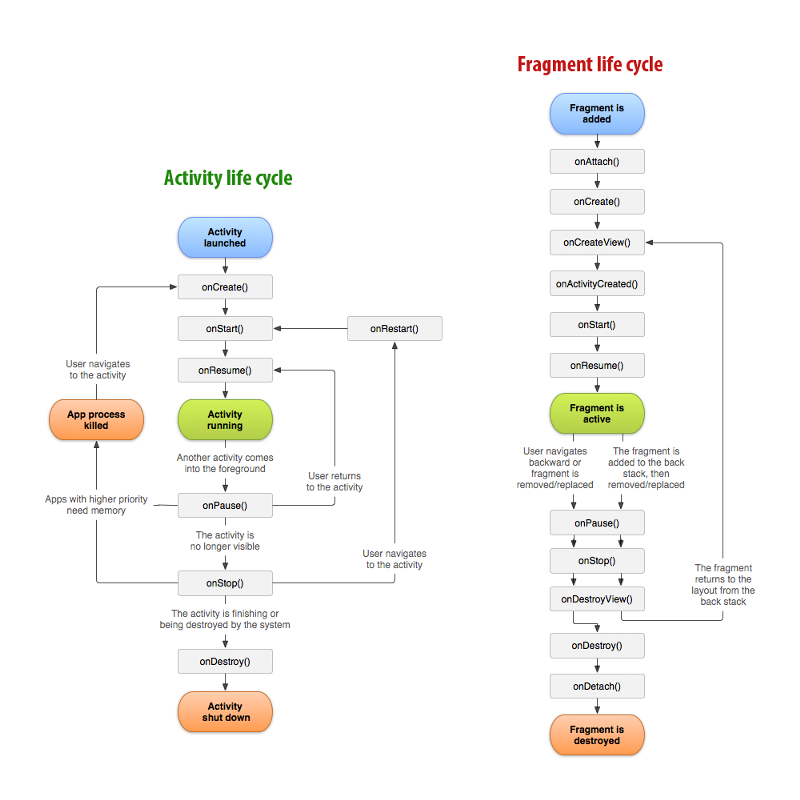 Activity life cycle
Activity
launched
onCreate()
onStart()
onRestart()
onResume()
User navigates
to the activity
App process
killed
Activity
running
Another activity comes
into the foreground
User returns
to the activity
Apps with higher priority
need memory
onPause()
The activity is
no longer visible
User navigates
to the activity
onStop()
The activity is finishing or
being destroyed by the system
onDestroy()
Activity
shut down
Fragment life cycle
Fragment is
added
onAttach()
onCreate()
onCreateView()
onActivityCreated()
onStart()
onResume()
Fragment is
active
User navigates
backward or
fragment is
removed/replaced
The fragment is
added to the back
stack, then
removed/replaced
onPause()
onStop()
onDestroyView()
The fragment
returns to the
layout from the
back stack
onDestroy()
onDetach()
Fragment is
destroyed